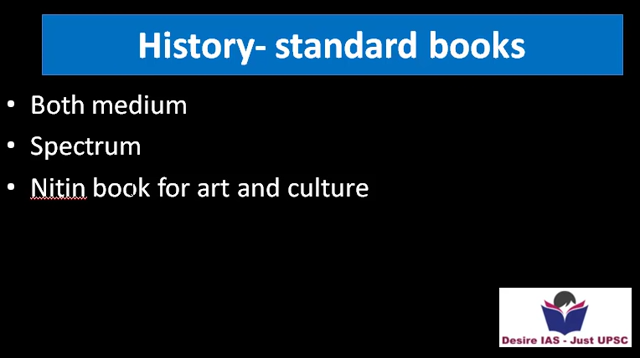 History- standard books
• Both medium
• Spectrum
• Nitin book for art and culture
Desire IAS - Just UPSC